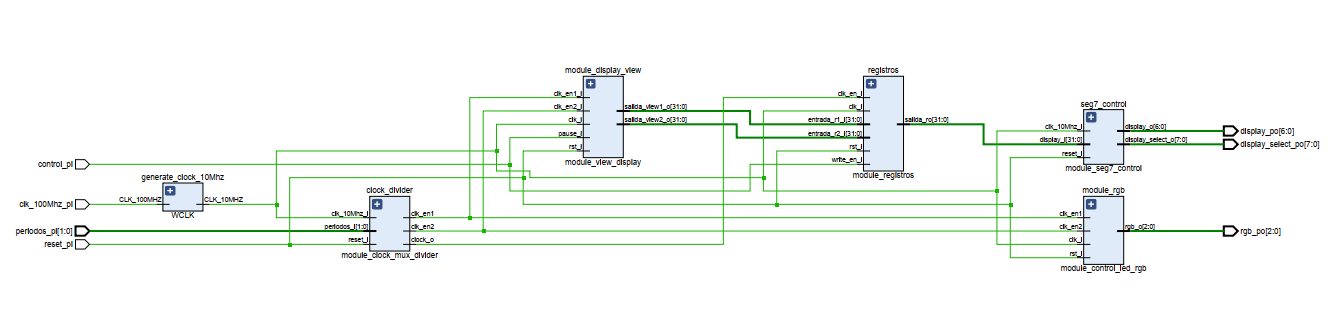 control_pi
clk_100Mhz_pi
periodos_pi[1:0]
reset_pi
generate_clock_10Mhz
CLK_100MHZ
CLK_10MHZ
WCLK
clock_divider
clk_10Mhz_i
periodos_i[1:0]
reset_i
clk_en1
clk_en2
clock_o
module_clock_mux_divider
module_display_view
clk_en1_i
clk_en2_i
clk_i
pause_i
rst_i
salida_view1_o[31:0]
salida_view2_o[31:0]
module_view_display
registros
clk_en_i
clk_i
entrada_r1_i[31:0]
entrada_r2_i[31:0]
rst_i
write_en_i
salida_ro[31:0]
module_registros
seg7_control
clk_10Mhz_i
display_i[31:0]
reset_i
display_o[6:0]
display_select_o[7:0]
module_seg7_control
module_rgb
clk_en1
clk_en2
clk_i
rst_i
rgb_o[2:0]
module_control_led_rgb
display_po[6:0]
display_select_po[7:0]
rgb_po[2:0]